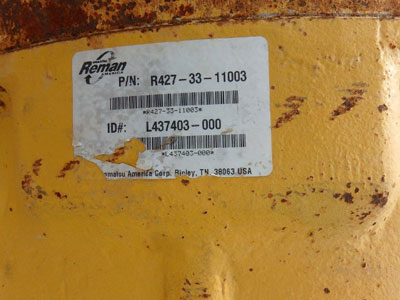 Reman
AMERICA
P/N: R427-33-11003
*R427-33-11003*
ID#: L437403-000
*L437403-000*
omatsu America Corp. Ripley, TN, 38063 USA